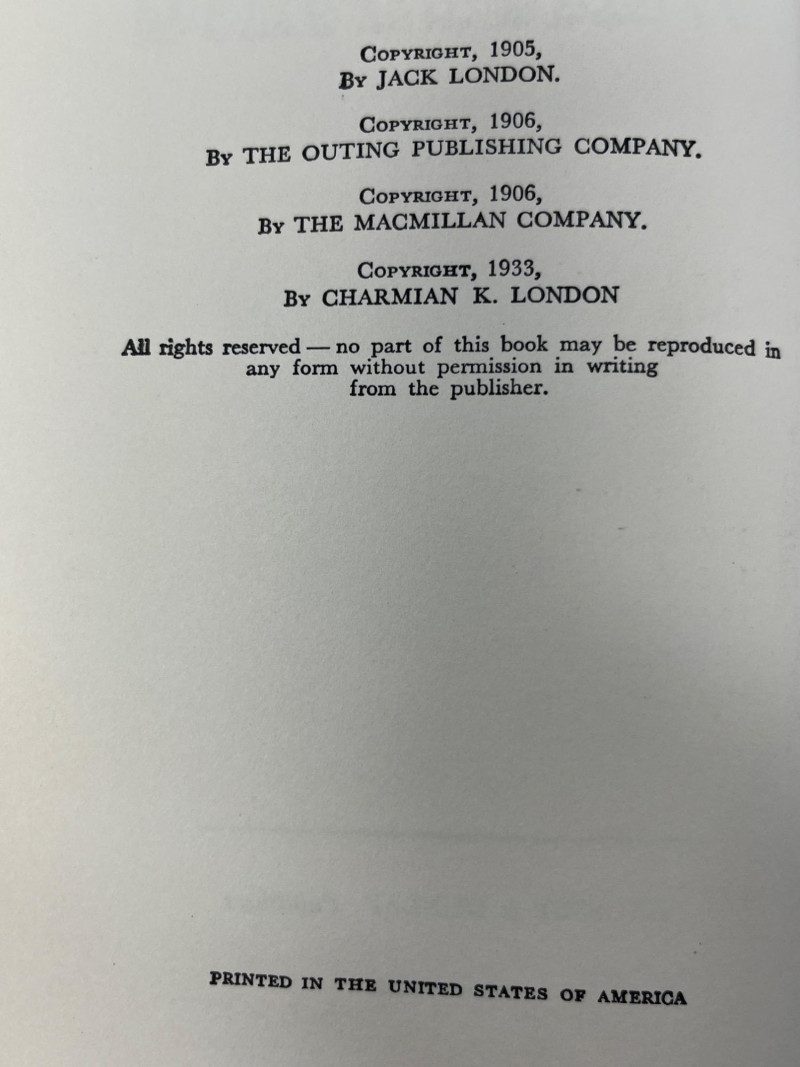 Copyright, 1905,
By JACK LONDON.
Copyright, 1906,
By THE OUTING PUBLISHING COMPANY.
Copyright, 1906,
By THE MACMILLAN COMPANY.
Copyright, 1933,
By CHARMIAN K. LONDON
All rights reserved — no part of this book may be reproduced in
any form without permission in writing
from the publisher.
PRINTED IN THE UNITED STATES OF AMERICA